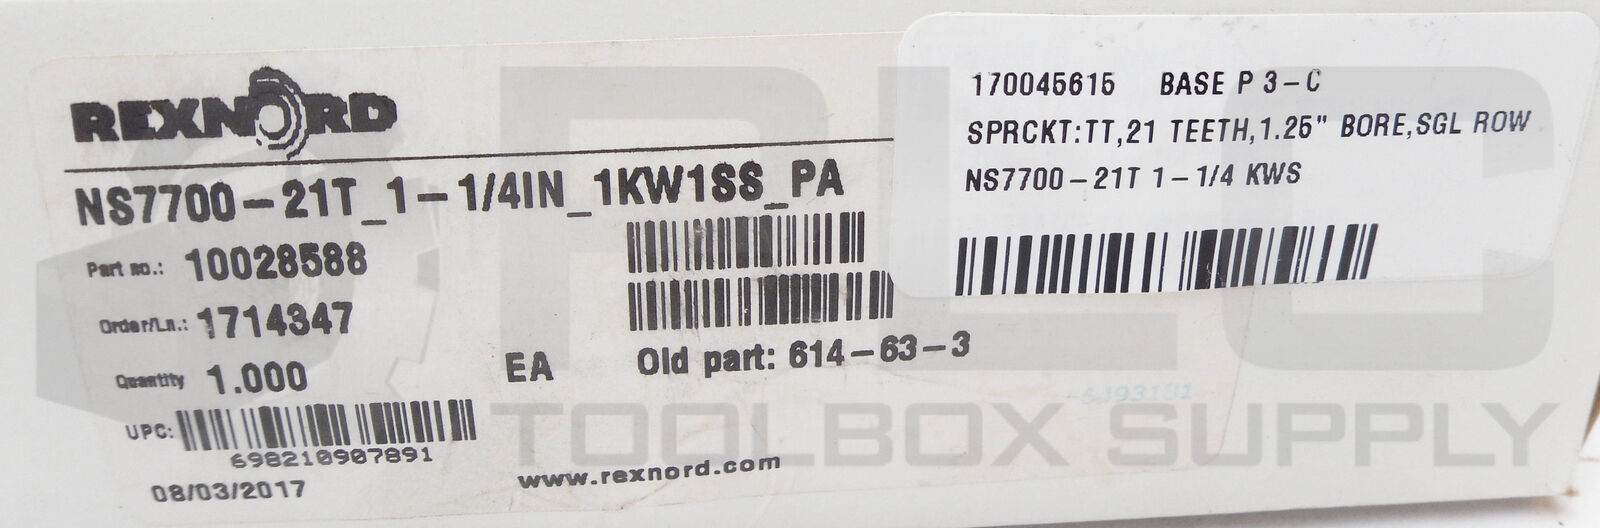 REXNORD
NS7700-21T_1-1/4IN_1KW1SS_PA
Part no.: 10028588
Order/Ln.: 1714347
Quantity 1.000 EA
Old part: 614-63-3
UPC:
698210907891
08/03/2017
www.rexnord.com
170045615 BASE P 3-C
SPRCKT:TT,21 TEETH,1.25" BORE,SGL ROW
NS7700-21T 1-1/4 KWS
5493181
PLC
TOOLBOX SUPPLY